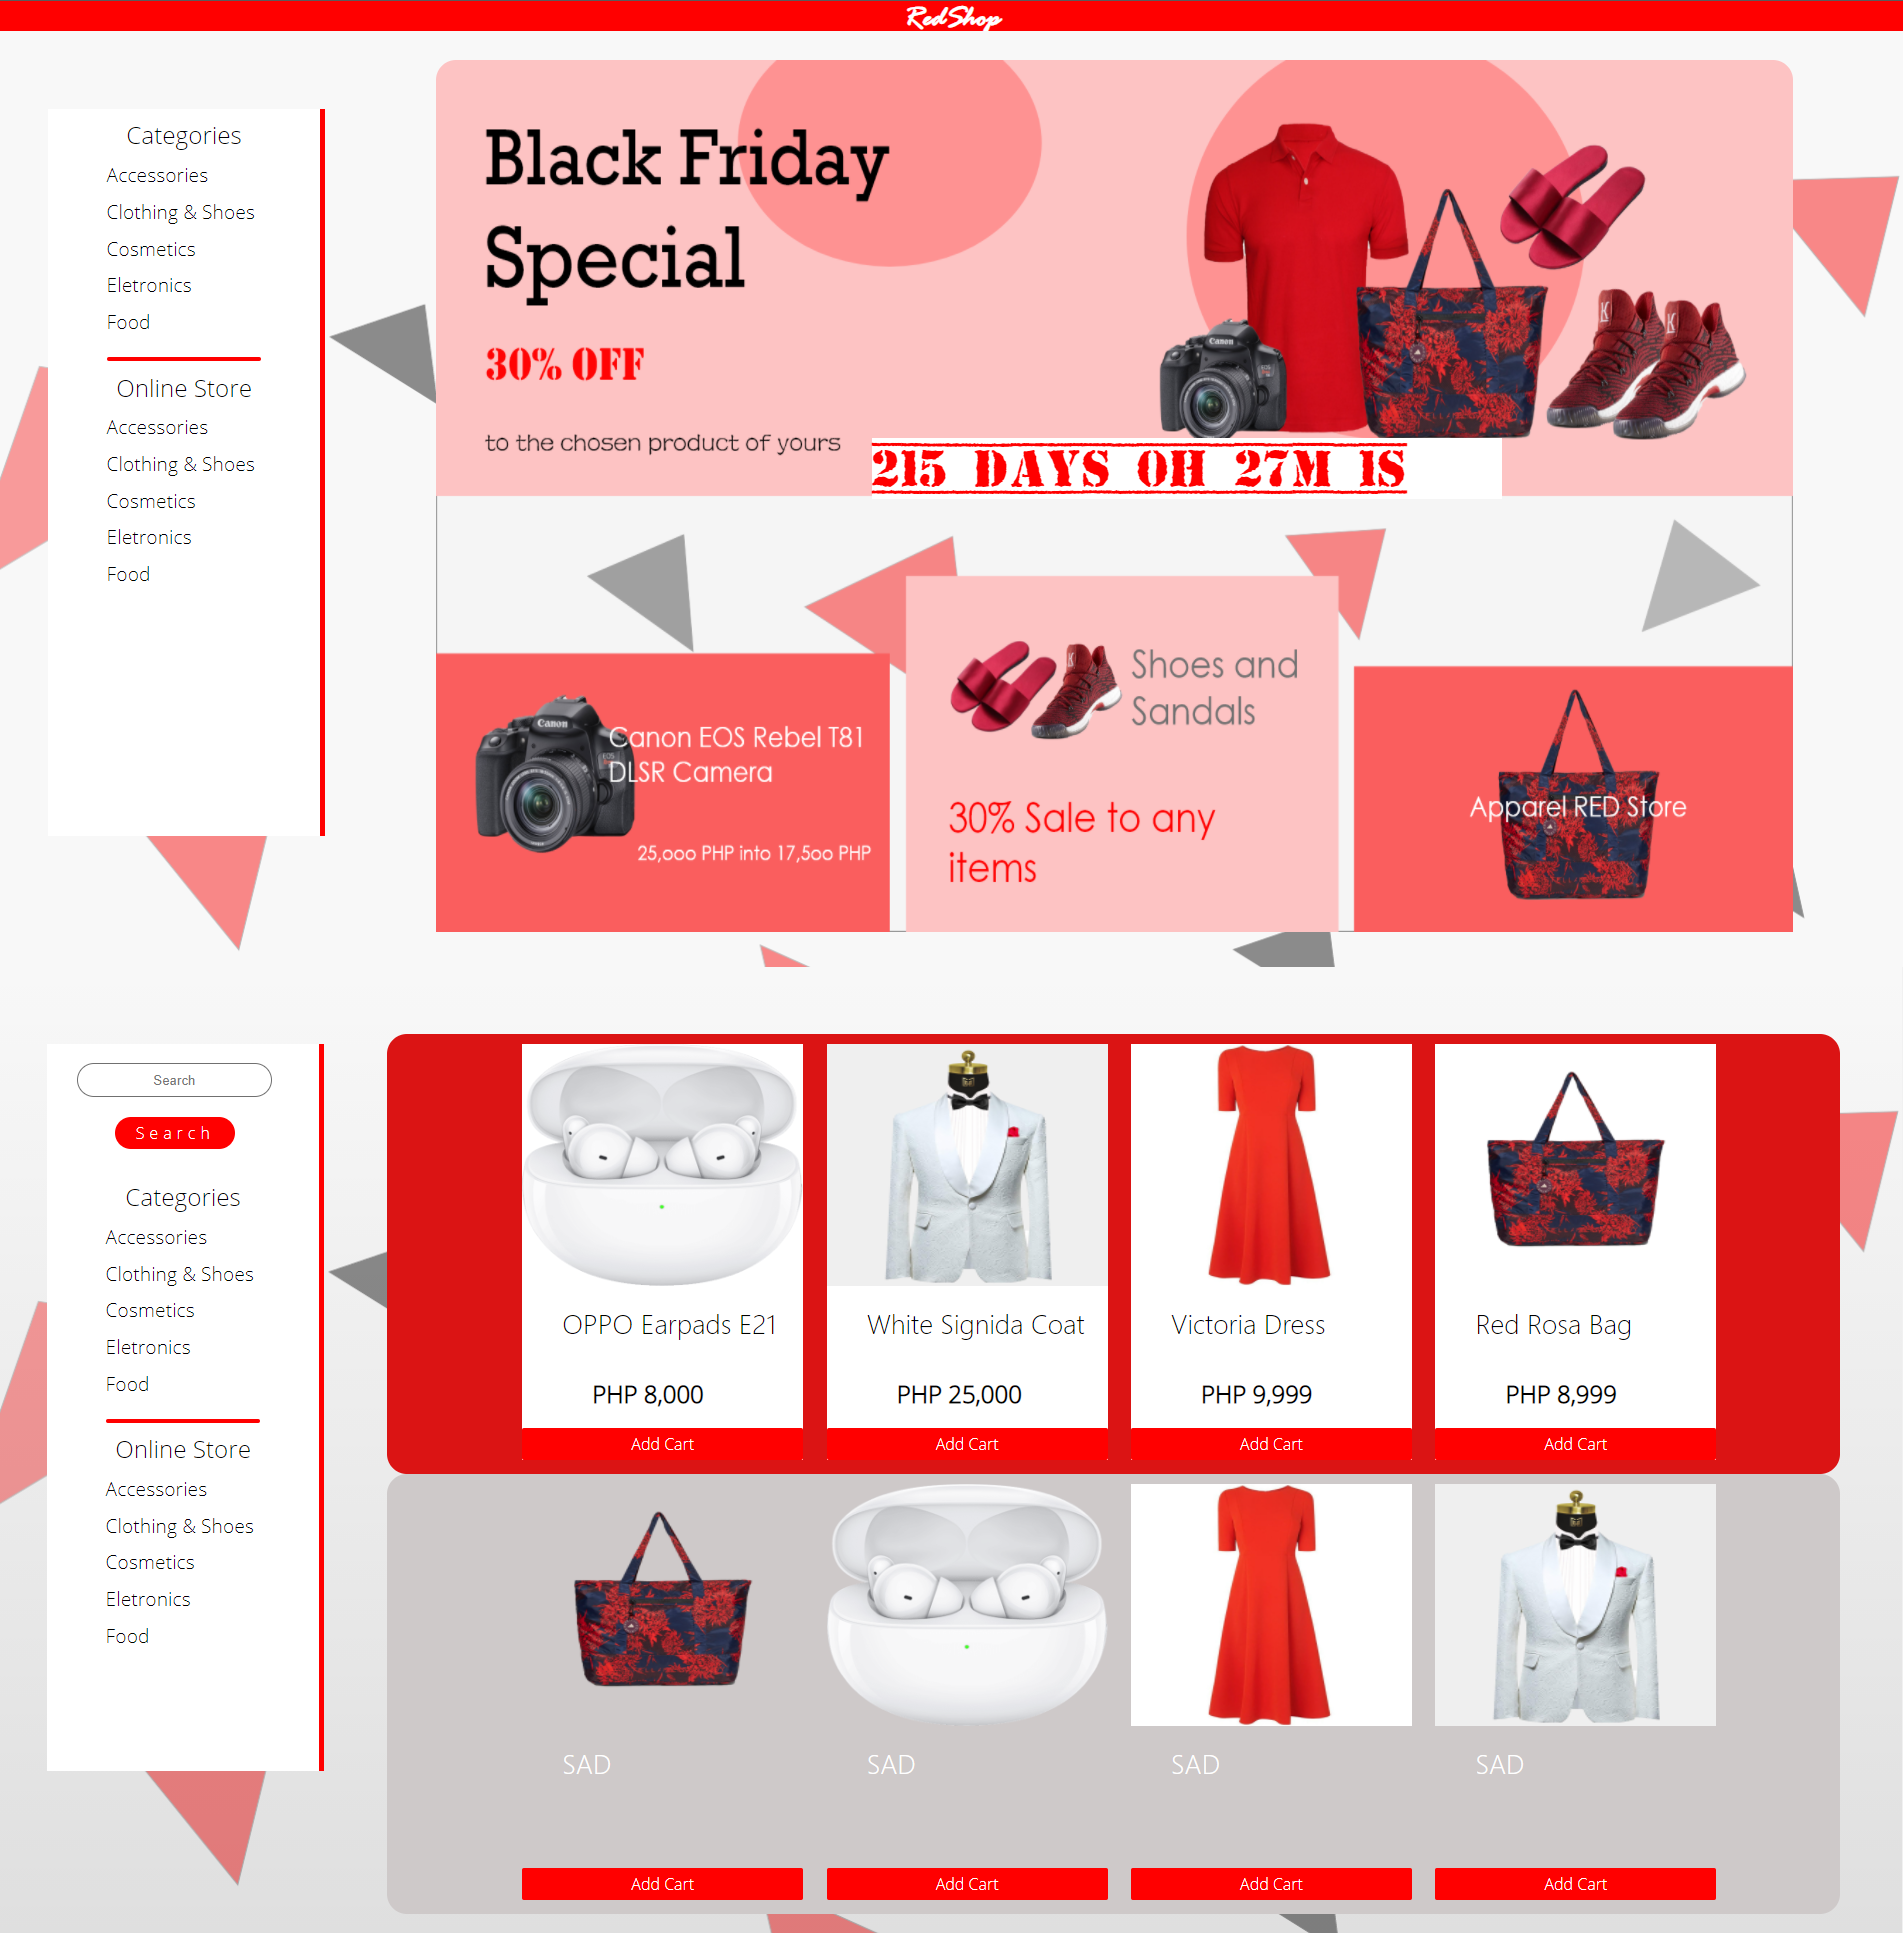 RedShop
Categories
Accessories
Clothing & Shoes
Cosmetics
Eletronics
Food
Online Store
Accessories
Clothing & Shoes
Cosmetics
Eletronics
Food
Black Friday
Special
30% OFF
to the chosen product of yours
215 DAYS 0H 27M 1S
Canon
Canon
Canon EOS Rebel T81
DLSR Camera
25,000 PHP into 17,500 PHP
Shoes and
Sandals
30% Sale to any
items
Apparel RED Store
Search
Search
Categories
Accessories
Clothing & Shoes
Cosmetics
Eletronics
Food
Online Store
Accessories
Clothing & Shoes
Cosmetics
Eletronics
Food
OPPO Earpads E21
PHP 8,000
Add Cart
White Signida Coat
PHP 25,000
Add Cart
Victoria Dress
PHP 9,999
Add Cart
Red Rosa Bag
PHP 8,999
Add Cart
SAD
Add Cart
SAD
Add Cart
SAD
Add Cart
SAD
Add Cart